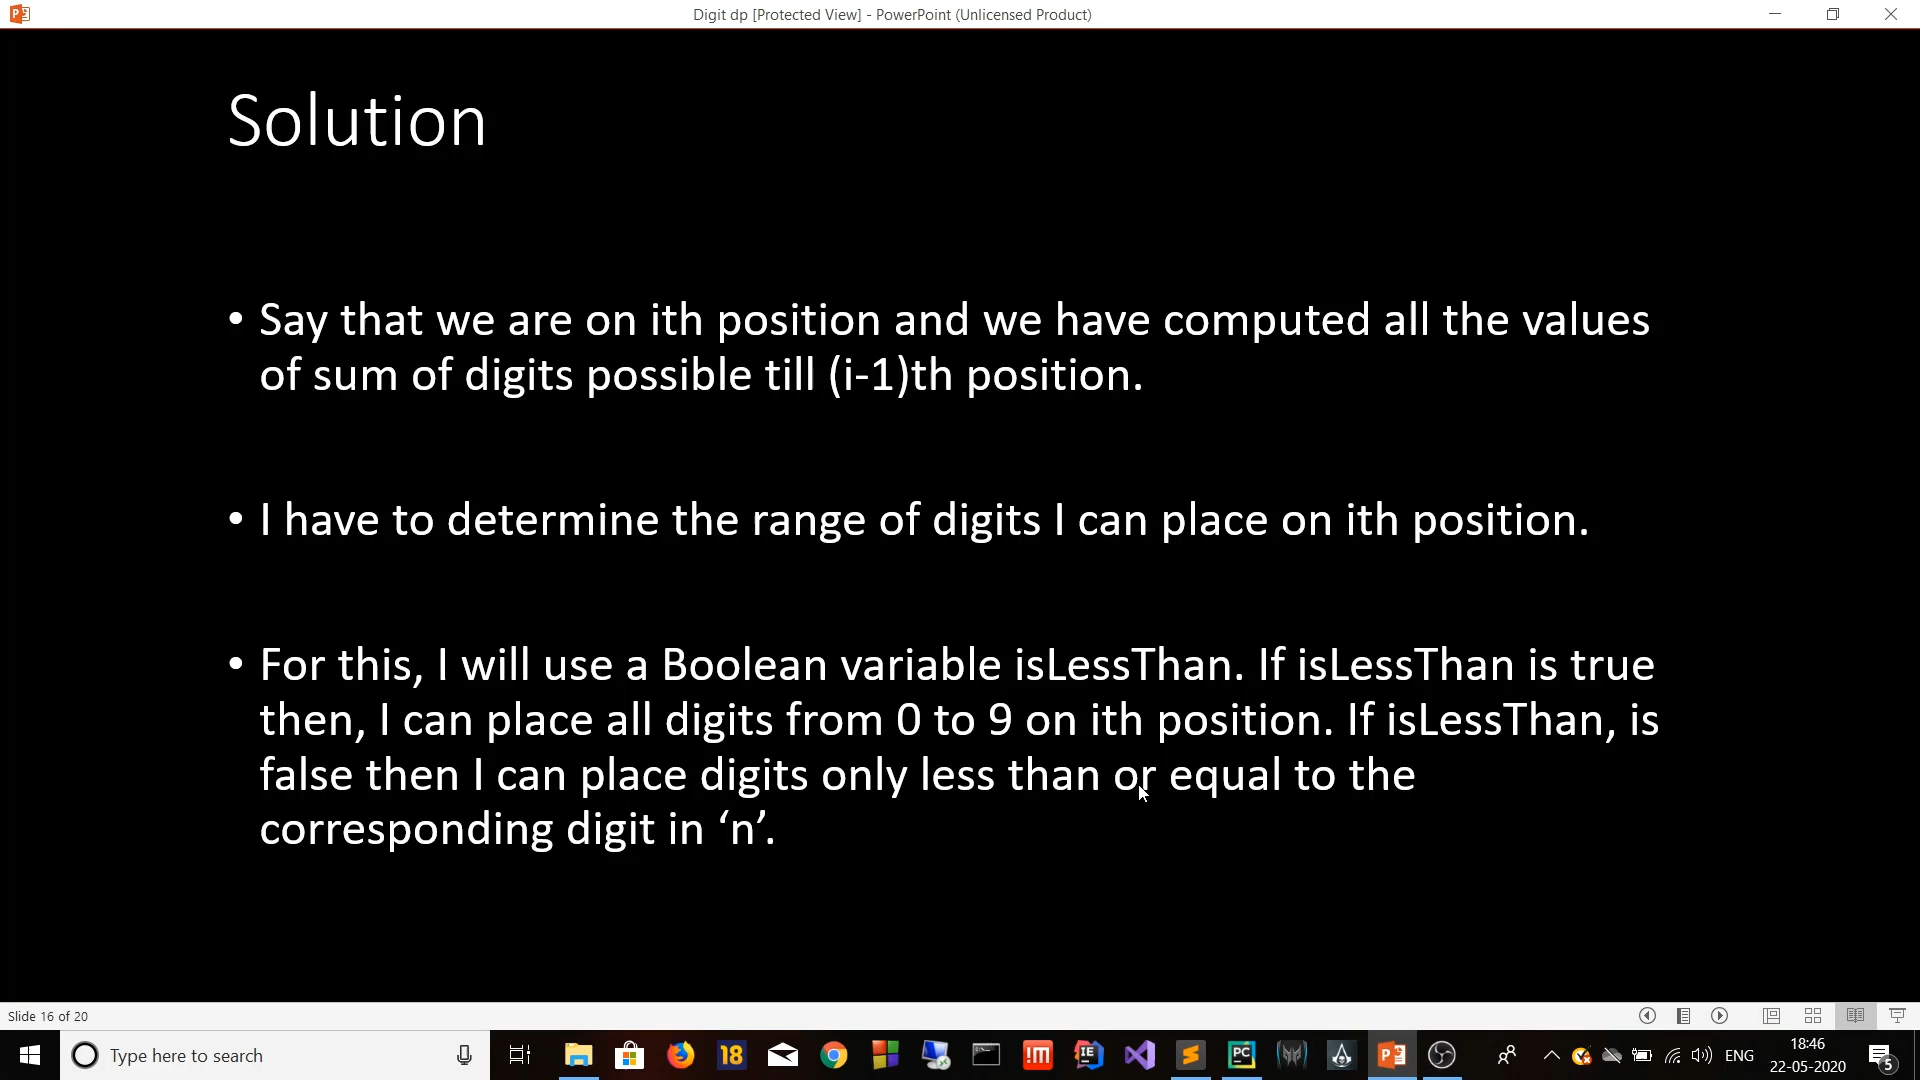 Digit dp [Protected View] - PowerPoint (Unlicensed Product)
Solution
• Say that we are on ith position and we have computed all the values
of sum of digits possible till (i-1)th position.
• I have to determine the range of digits I can place on ith position.
• For this, I will use a Boolean variable isLessThan. If isLessThan is true
then, I can place all digits from 0 to 9 on ith position. If isLessThan, is
false then I can place digits only less than or equal to the
corresponding digit in ‘n’.
Slide 16 of 20
Type here to search
18
!m
IE
PC
ENG
18:46
22-05-2020
5